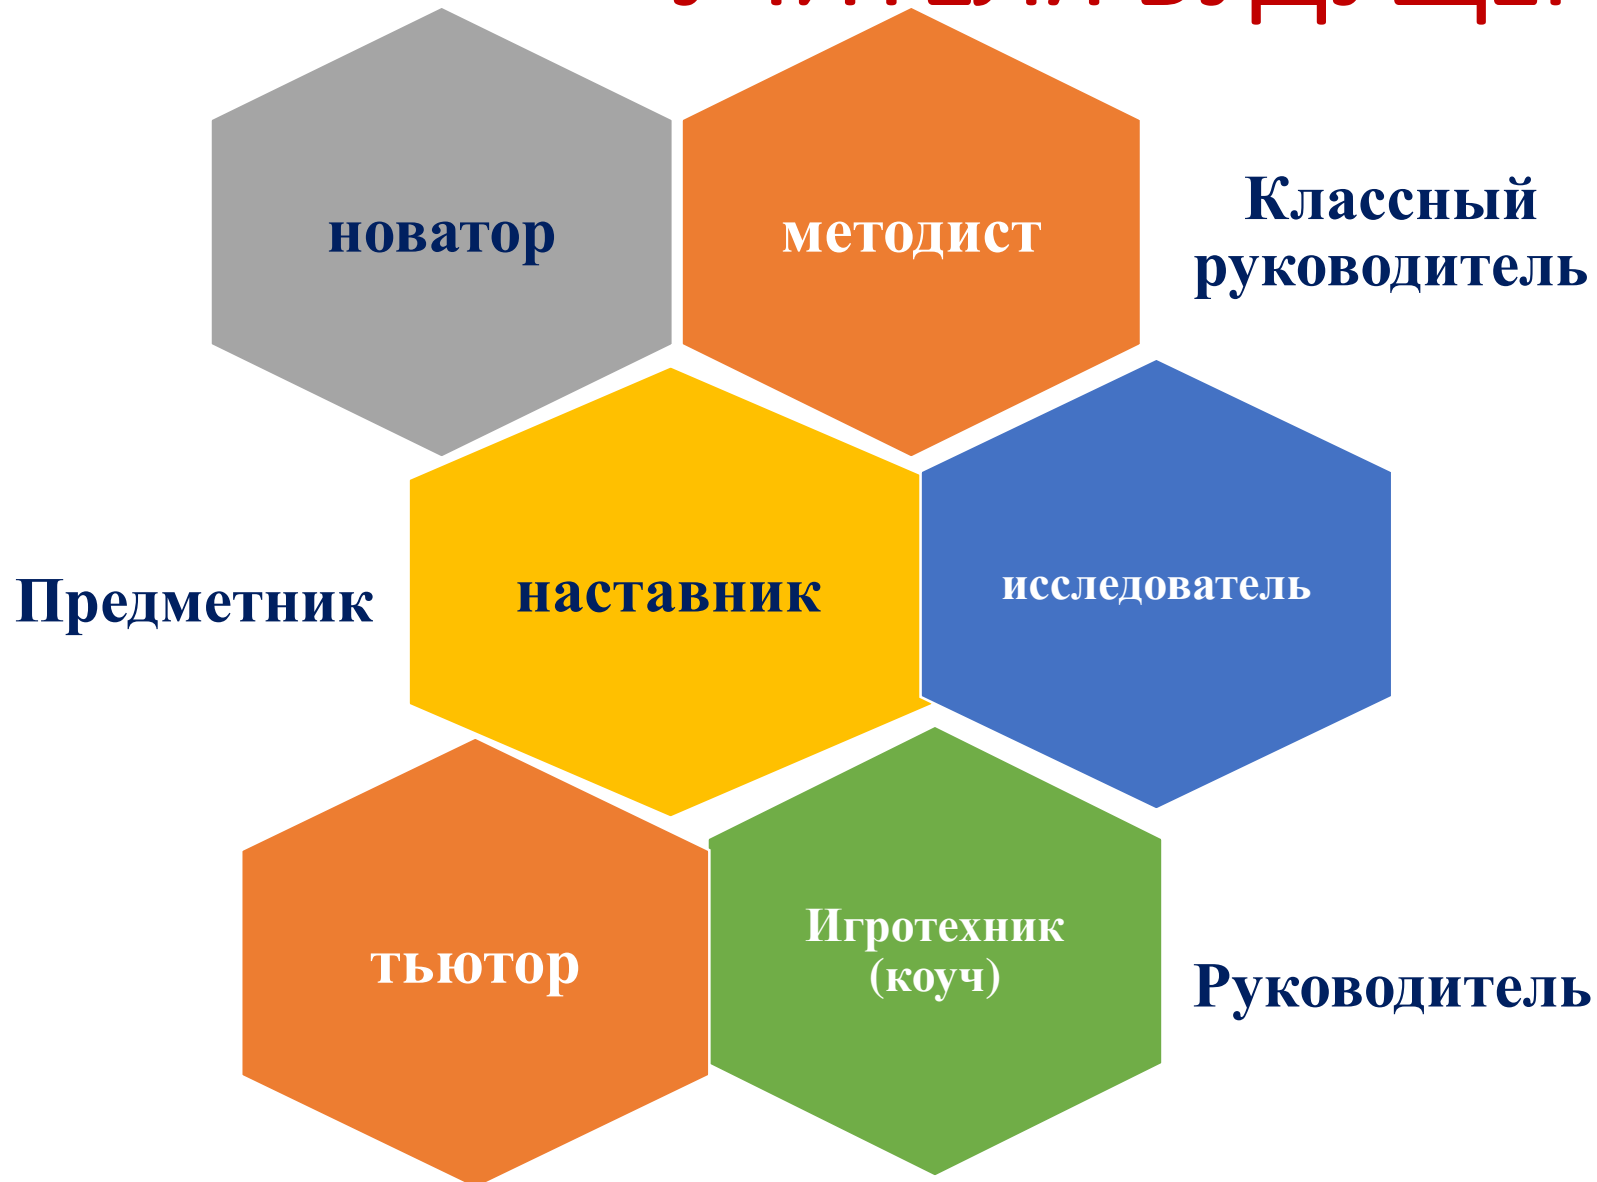 новатор
методист
Классный
руководитель
Предметник
наставник
исследователь
тьютор
Игротехник
(коуч)
Руководитель